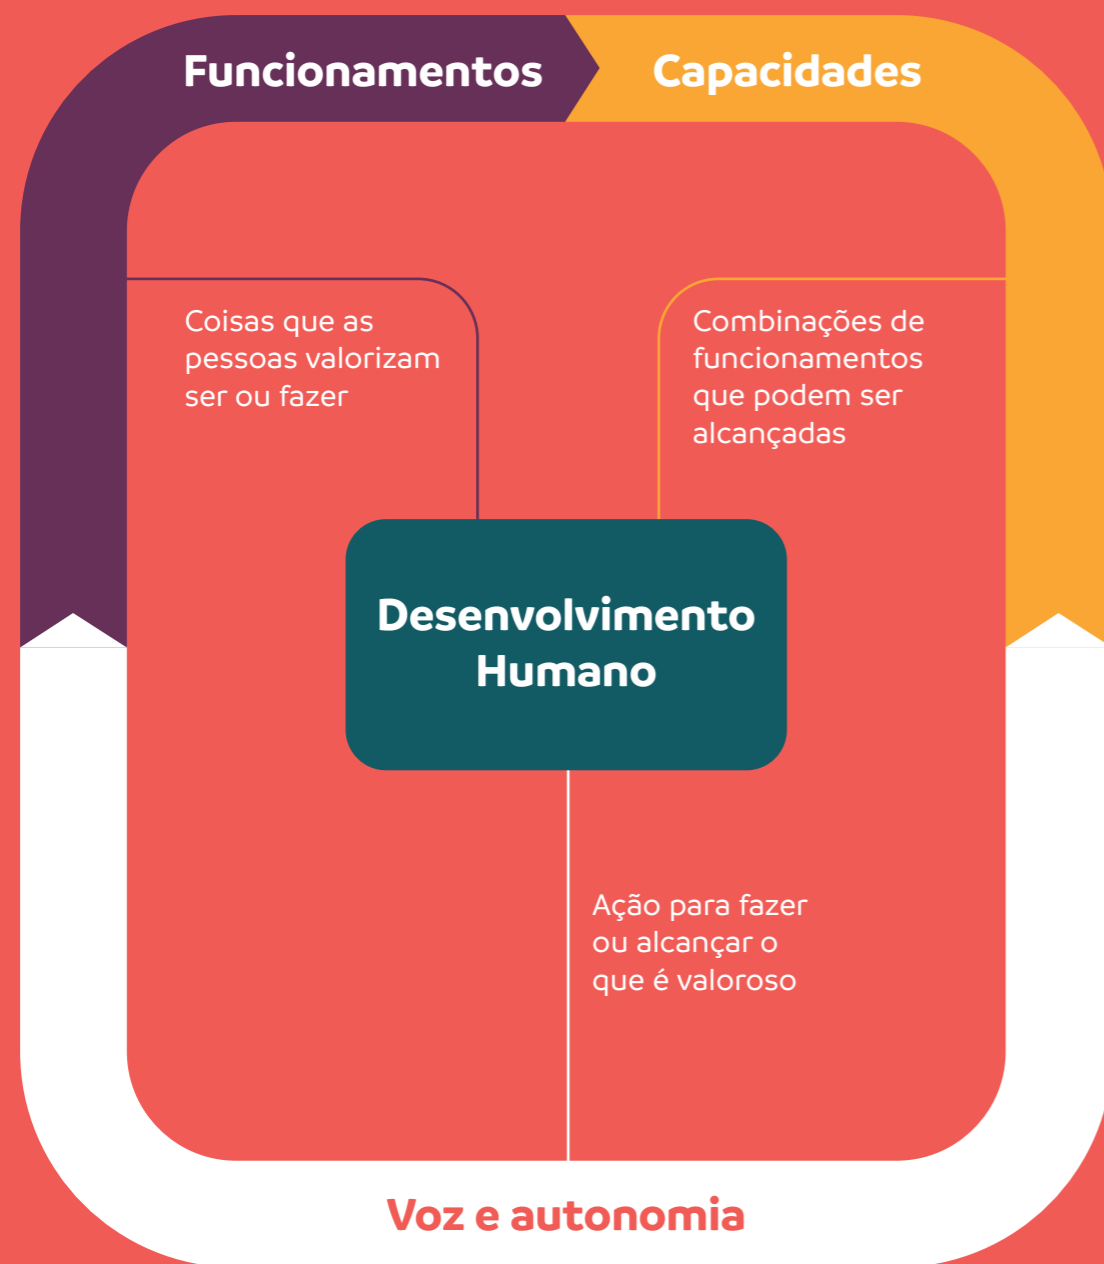 Funcionamentos
Capacidades
Coisas que as
pessoas valorizam
ser ou fazer
Combinações de
funcionamentos
que podem ser
alcançadas
Desenvolvimento
Humano
Ação para fazer
ou alcançar o
que é valoroso
Voz e autonomia